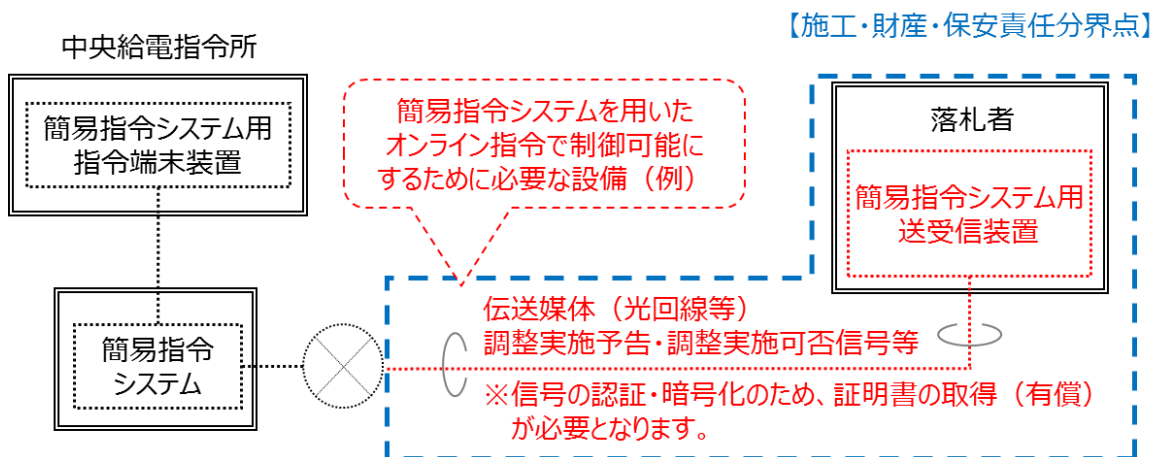 【施工・財産・保安責任分界点】
中央給電指令所
簡易指令システム用
指令端末装置
簡易指令システムを用いた
オンライン指令で制御可能に
するために必要な設備（例）
落札者
簡易指令システム用
送受信装置
簡易指令
システム
伝送媒体（光回線等）
調整実施予告・調整実施可否信号等
※信号の認証・暗号化のため、証明書の取得（有償）
が必要となります。